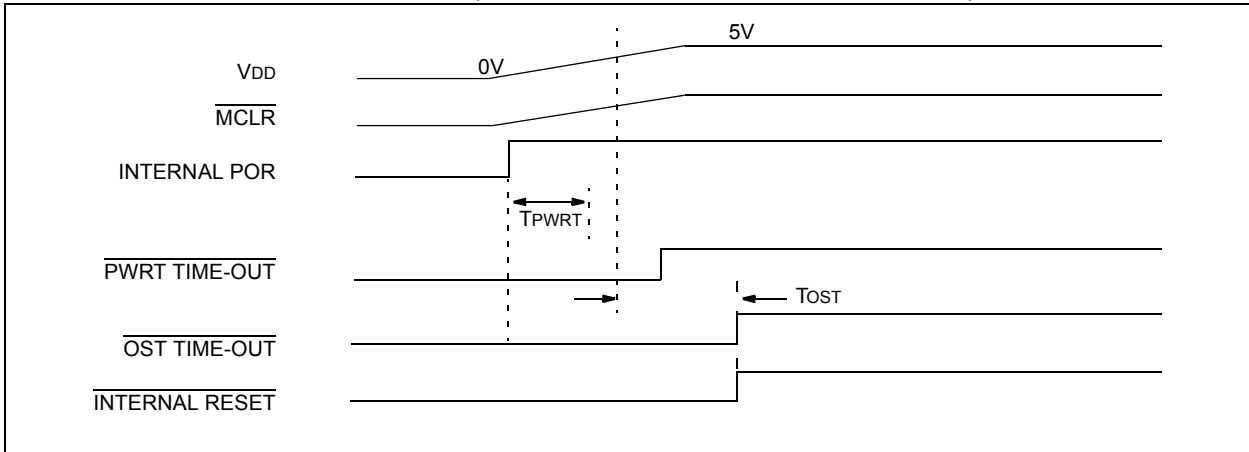 5V
0V
VDD
MCLR
INTERNAL POR
TPWRT
PWRT TIME-OUT
TOST
OST TIME-OUT
INTERNAL RESET